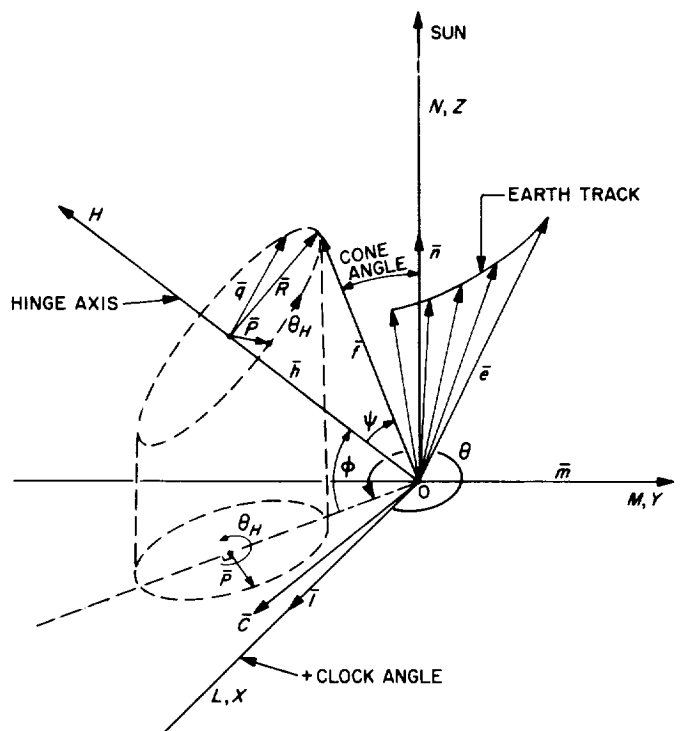 SUN
N, Z
EARTH TRACK
H
CONE
ANGLE
n̄
HINGE AXIS
q̄
R̄
P̄
θH
h̄
f̄
ē
ψ
θ
ϕ
m̄
O
M, Y
θH
P̄
C̄
l̄
+ CLOCK ANGLE
L, X